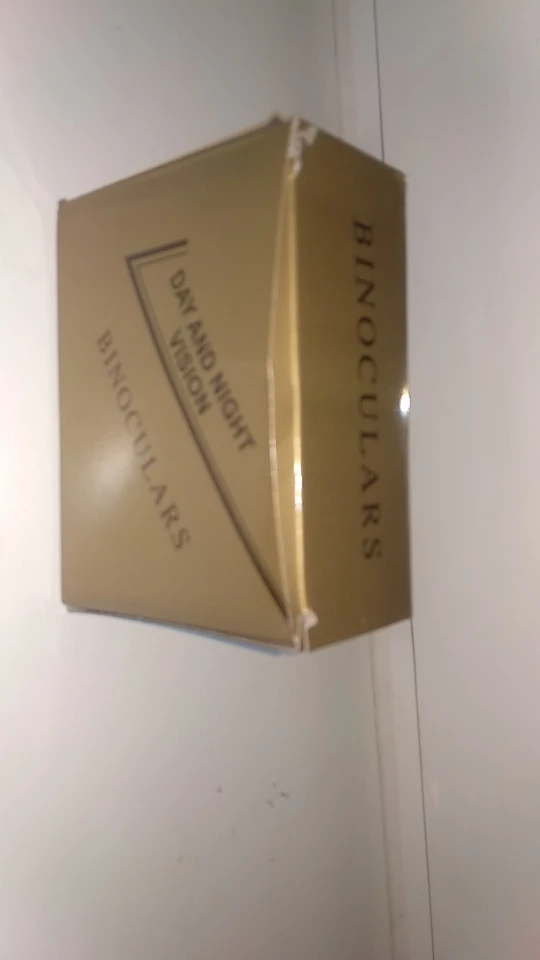 DAY AND NIGHT
VISION
BINOCULARS
BINOCULARS